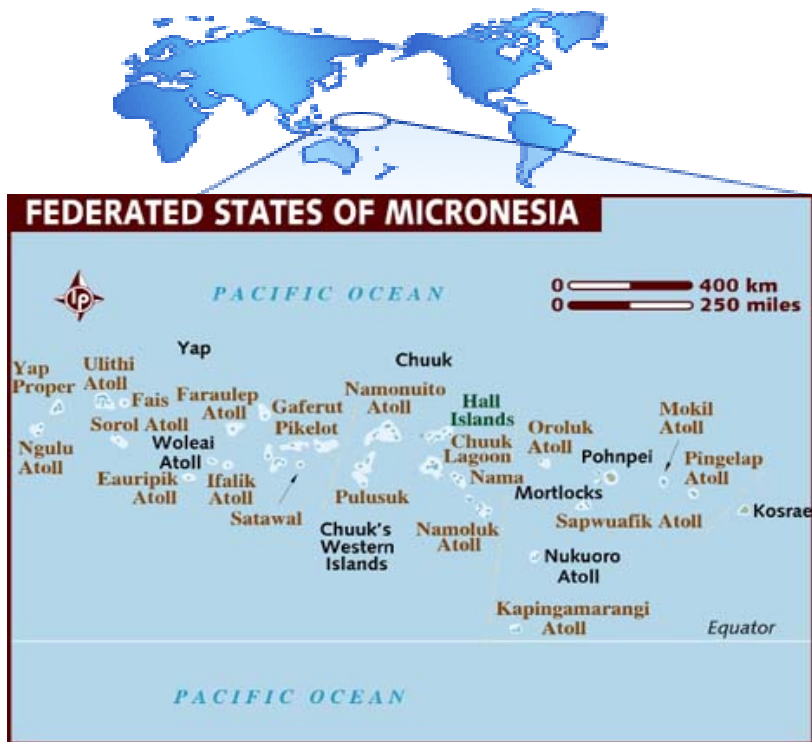 FEDERATED STATES OF MICRONESIA
PACIFIC OCEAN
lp
0 400 km
0 250 miles
Yap
Chuuk
Yap
Proper
Ulithi
Atoll
Fais
Faraulep
Atoll
Gaferut
Pikelot
Namonuito
Atoll
Hall
Islands
Mokil
Atoll
Sorol Atoll
Ngulu
Atoll
Woleai
Atoll
Chuuk
Lagoon
Oroluk
Atoll
Pohnpei
Pingelap
Atoll
Eauripik
Atoll
Ifalik
Atoll
Satawal
Pulusuk
Nama
Mortlocks
Kosrae
Chuuk's
Western
Islands
Namoluk
Atoll
Sapwuafik Atoll
Nukuoro
Atoll
Kapingamarangi
Atoll
Equator
PACIFIC OCEAN